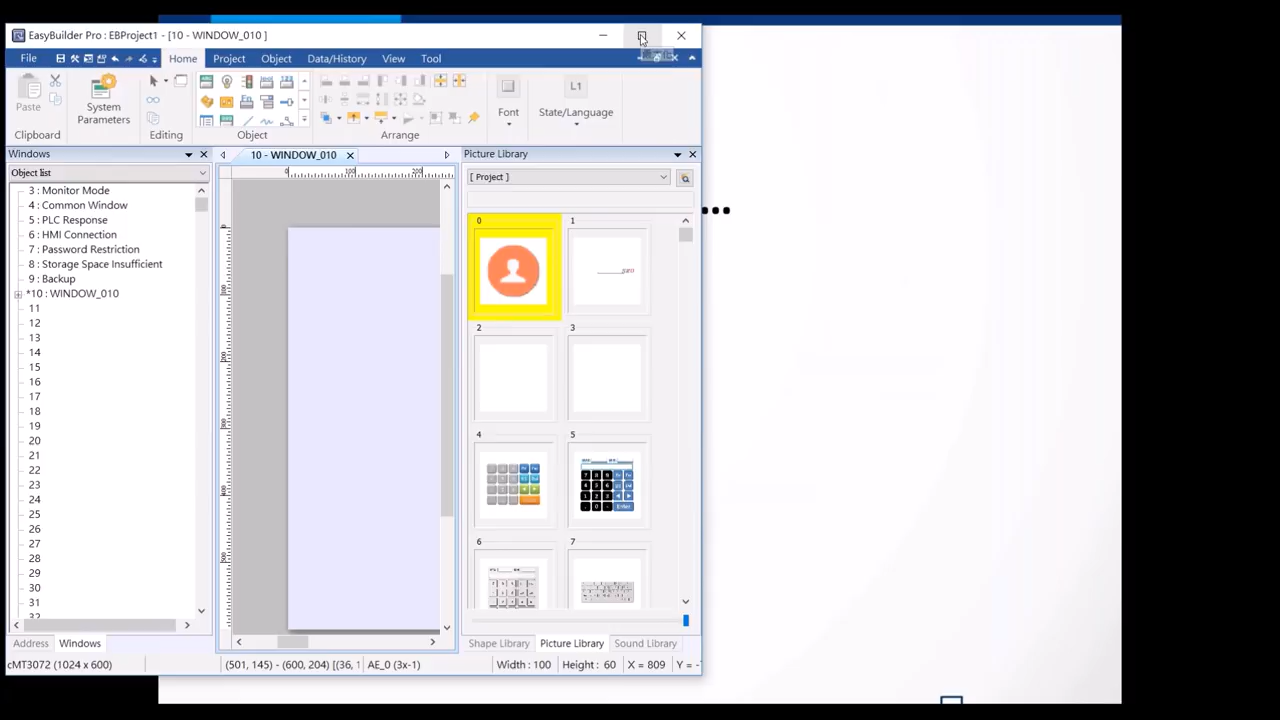 EasyBuilder Pro : EBProject1 - [10 - WINDOW_010 ]
File Home Project Object Data/History View Tool
Paste
System Parameters
Font
L1
State/Language
Clipboard
Editing
Object
Arrange
Windows
Object list
3 : Monitor Mode
4 : Common Window
5 : PLC Response
6 : HMI Connection
7 : Password Restriction
8 : Storage Space Insufficient
9 : Backup
*10 : WINDOW_010
11
12
13
14
15
16
17
18
19
20
21
22
23
24
25
26
27
28
29
30
31
10 - WINDOW_010
0 100 200
Picture Library
[ Project ]
0 1
2 3
4 5
6 7
Address Windows
Shape Library Picture Library Sound Library
cMT3072 (1024 x 600)
(501, 145) - (600, 204) [(36, 1
AE_0 (3x-1)
Width : 100
Height : 60
X = 809
Y = -
...